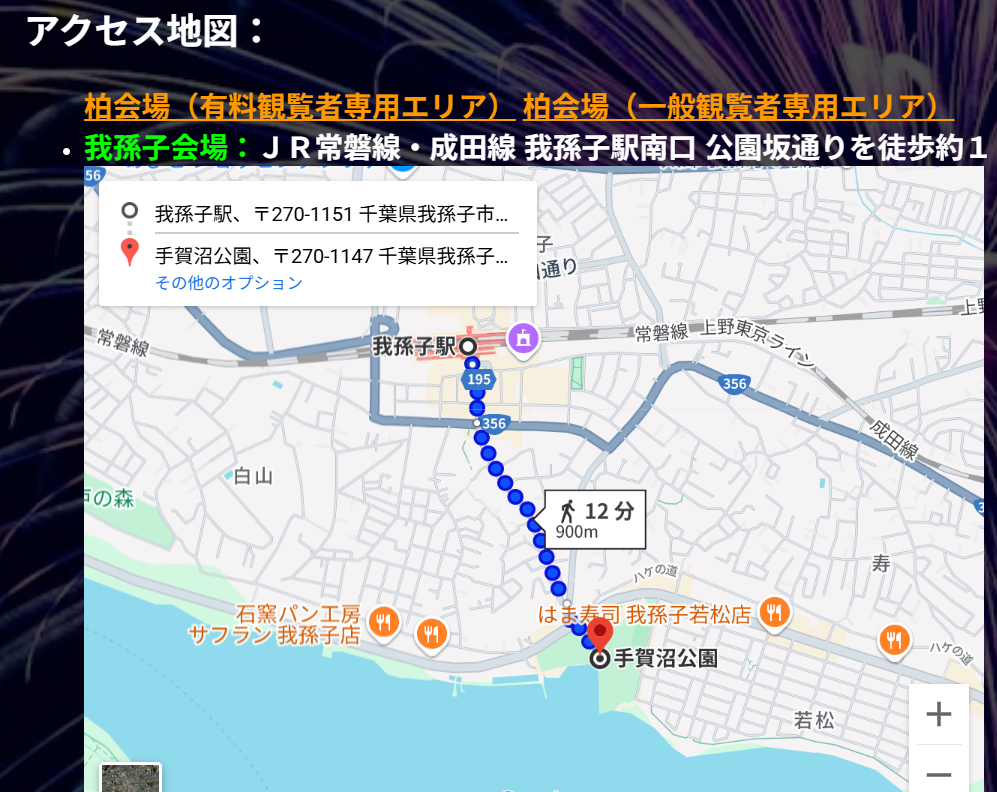 アクセス地図：
柏会場（有料観覧者専用エリア） 柏会場（一般観覧者専用エリア）
我孫子会場： ＪＲ常磐線・成田線 我孫子駅南口 公園坂通りを徒歩約１
56
我孫子駅、〒270-1151 千葉県我孫子市...
手賀沼公園、〒270-1147 千葉県我孫子...
その他のオプション
子
通り
上野
常磐線
我孫子駅
常磐線 上野東京ライン
195
356
356
成田線
白山
の森
12 分
900m
寿
ハケの道
石窯パン工房
サフラン 我孫子店
はま寿司 我孫子若松店
手賀沼公園
ハケの道
若松
+
−